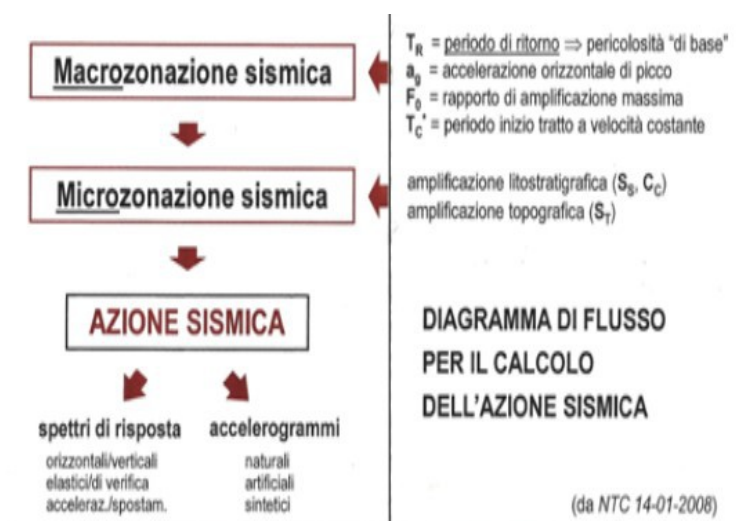 Macrozonazione sismica
T_R = periodo di ritorno ⇒ pericolosità "di base"
a_g = accelerazione orizzontale di picco
F_0 = rapporto di amplificazione massima
T_C* = periodo inizio tratto a velocità costante
Microzonazione sismica
amplificazione litostratigrafica (S_S, C_C)
amplificazione topografica (S_T)
AZIONE SISMICA
spettri di risposta
orizzontali/verticali
elastici/di verifica
acceleraz./spostam.
accelerogrammi
naturali
artificiali
sintetici
DIAGRAMMA DI FLUSSO
PER IL CALCOLO
DELL'AZIONE SISMICA
(da NTC 14-01-2008)